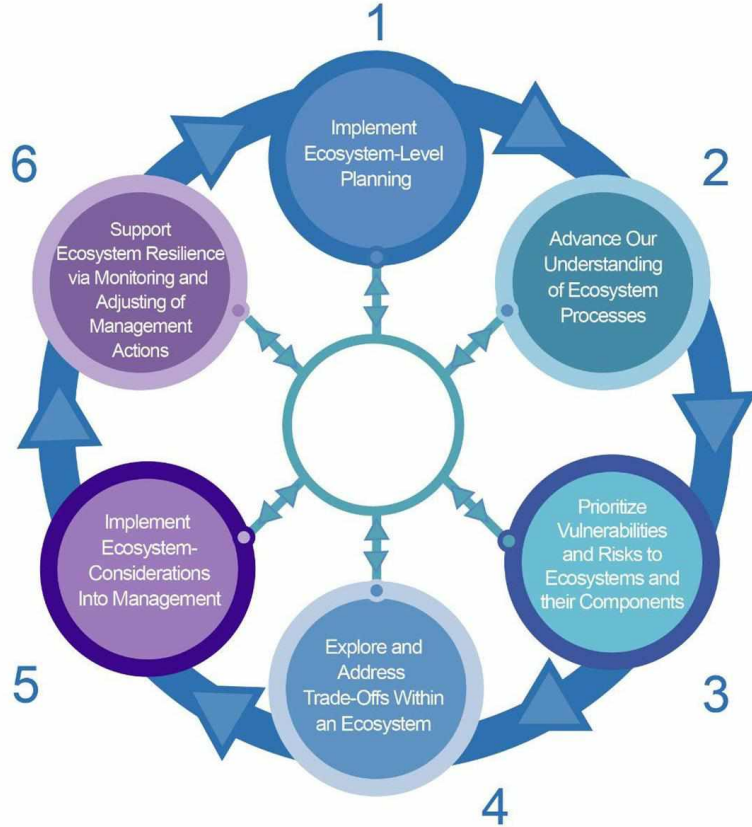 1
Implement
Ecosystem-Level
Planning
2
Advance Our
Understanding
of Ecosystem
Processes
3
Prioritize
Vulnerabilities
and Risks to
Ecosystems and
their Components
4
Explore and
Address
Trade-Offs Within
an Ecosystem
5
Implement
Ecosystem-
Considerations
Into Management
6
Support
Ecosystem Resilience
via Monitoring and
Adjusting of
Management
Actions